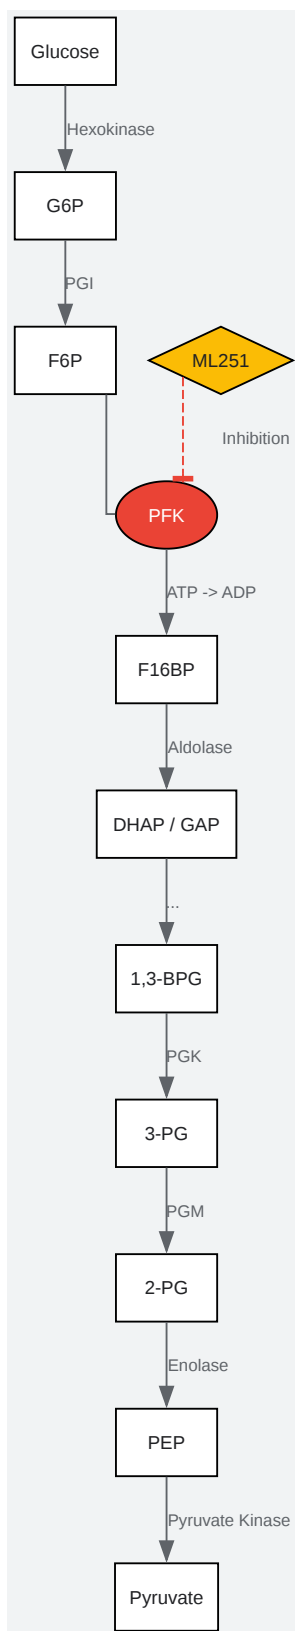 Glucose
Hexokinase
G6P
PGI
F6P
ML251
Inhibition
PFK
ATP -> ADP
F16BP
Aldolase
DHAP / GAP
...
1,3-BPG
PGK
3-PG
PGM
2-PG
Enolase
PEP
Pyruvate Kinase
Pyruvate